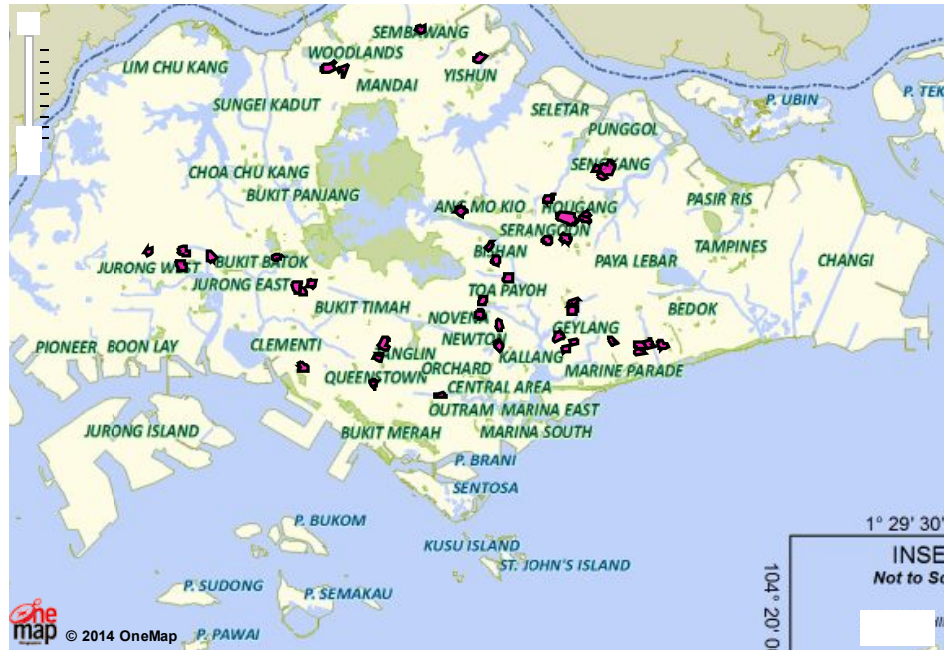 SEMBAWANG
WOODLANDS
LIM CHU KANG
MANDAI
YISHUN
P. UBIN
P. TEK
SUNGEI KADUT
SELETAR
PUNGGOL
SENGKANG
CHOA CHU KANG
BUKIT PANJANG
ANG MO KIO
HOUGANG
PASIR RIS
SERANGOON
BISHAN
TAMPINES
JURONG WEST
BUKIT BATOK
PAYA LEBAR
CHANGI
JURONG EAST
TOA PAYOH
BUKIT TIMAH
BEDOK
NOVENA
GEYLANG
NEWTON
PIONEER
BOON LAY
CLEMENTI
TANGLIN
KALLANG
ORCHARD
MARINE PARADE
QUEENSTOWN
CENTRAL AREA
OUTRAM
MARINA EAST
JURONG ISLAND
BUKIT MERAH
MARINA SOUTH
P. BRANI
SENTOSA
P. BUKOM
1° 29' 30'
KUSU ISLAND
INSE
ST. JOHN'S ISLAND
Not to Sc
104° 20' 0
P. SUDONG
P. SEMAKAU
One
map
© 2014 OneMap
P. PAWAI